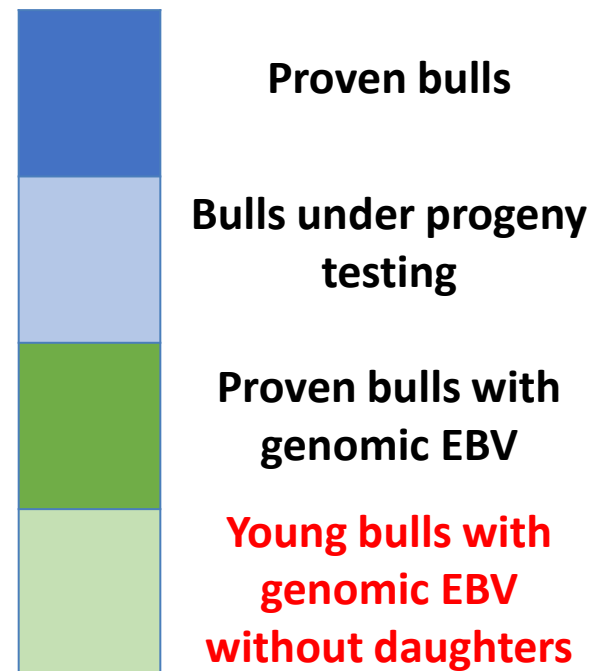 Proven bulls
Bulls under progeny
testing
Proven bulls with
genomic EBV
Young bulls with
genomic EBV
without daughters